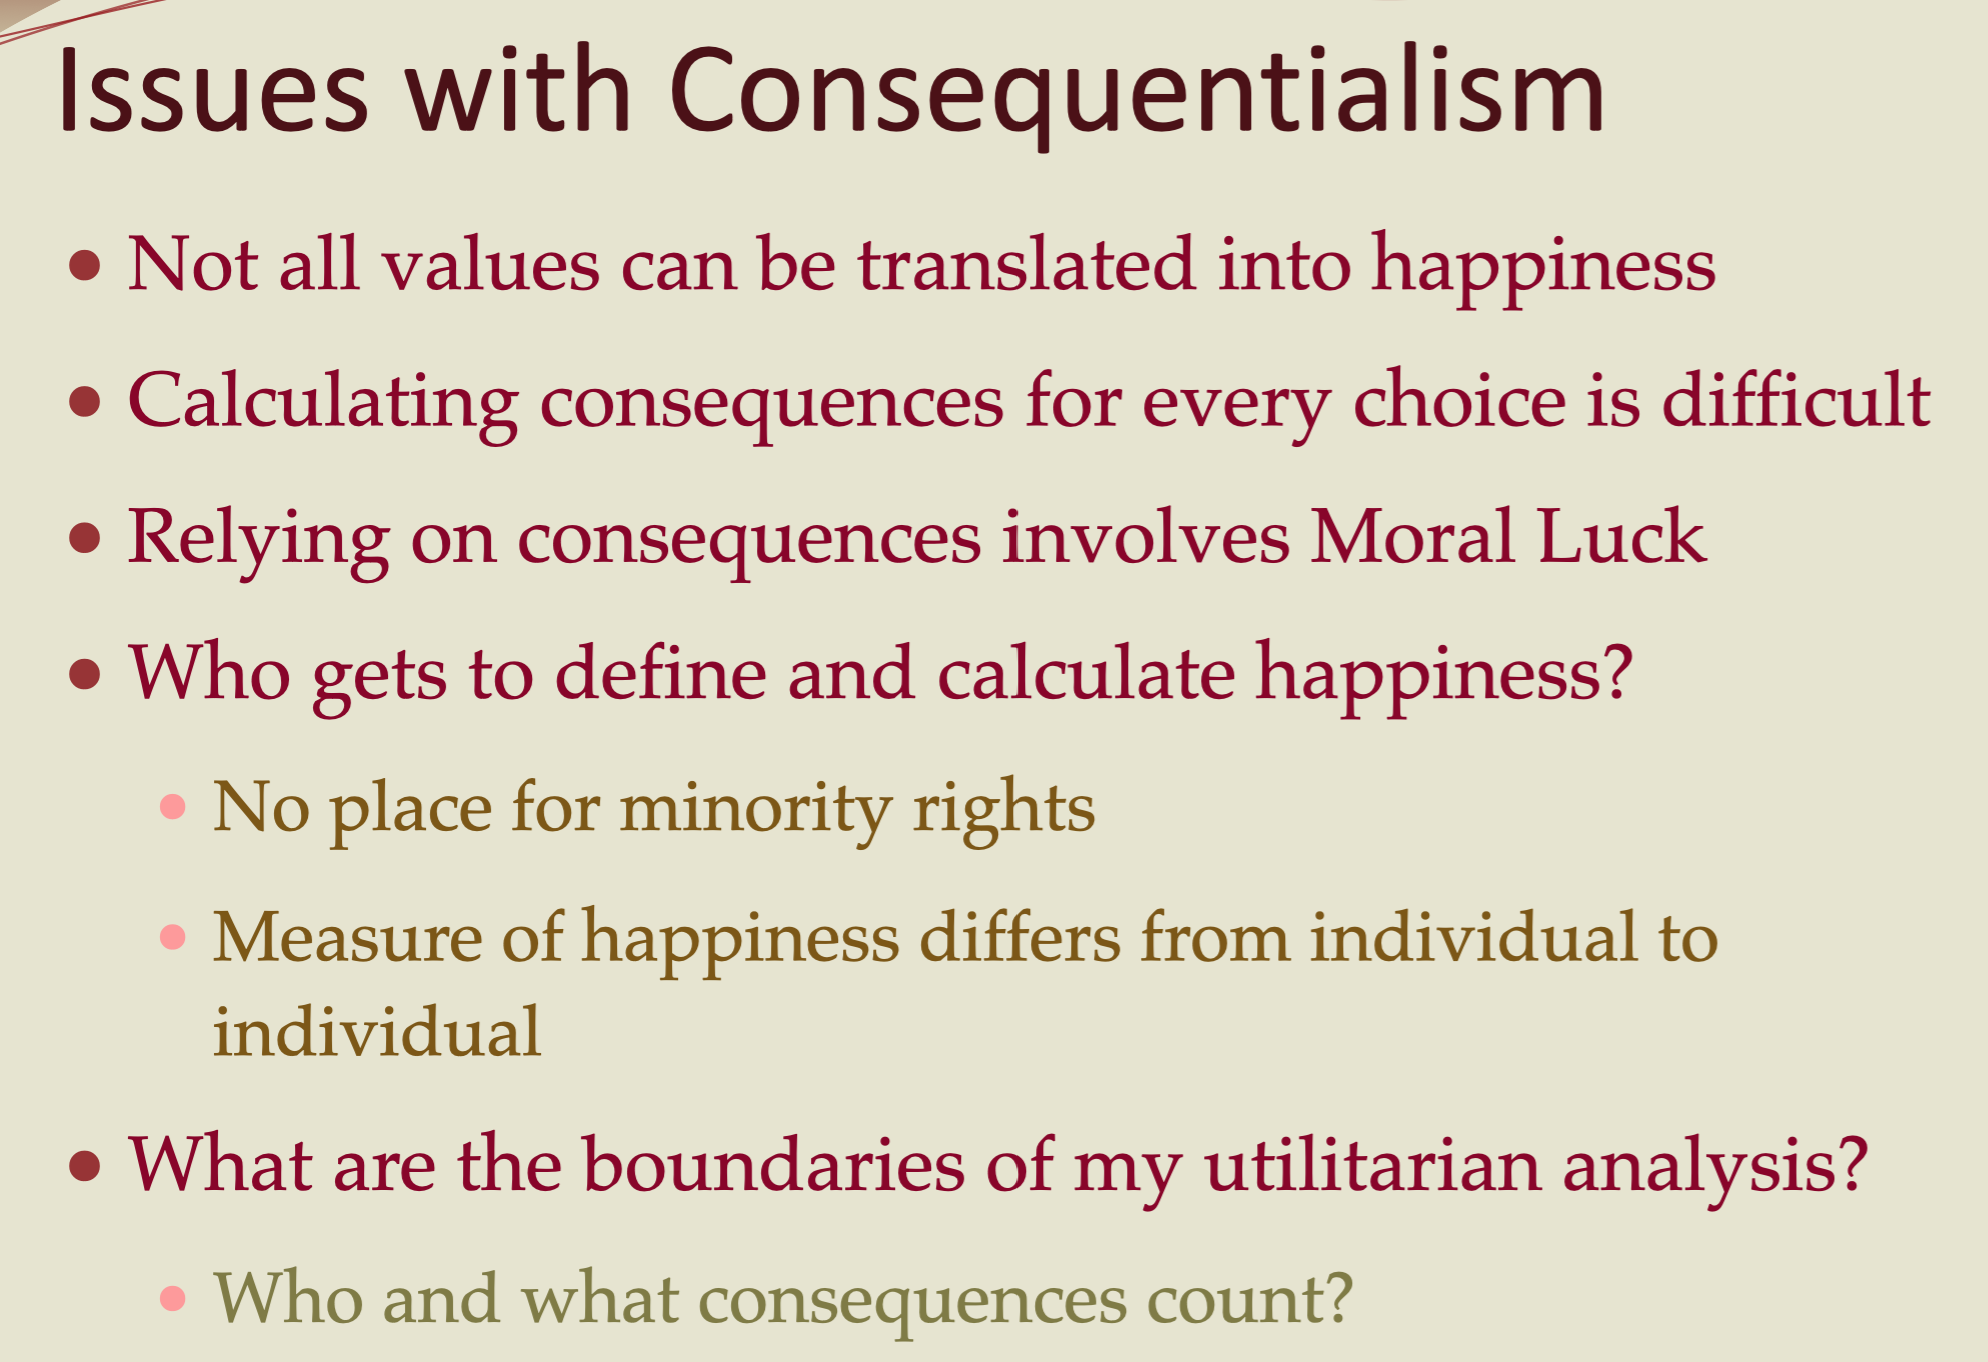 Issues with Consequentialism
• Not all values can be translated into happiness
• Calculating consequences for every choice is difficult
• Relying on consequences involves Moral Luck
• Who gets to define and calculate happiness?
• No place for minority rights
• Measure of happiness differs from individual to
individual
• What are the boundaries of my utilitarian analysis?
• Who and what consequences count?